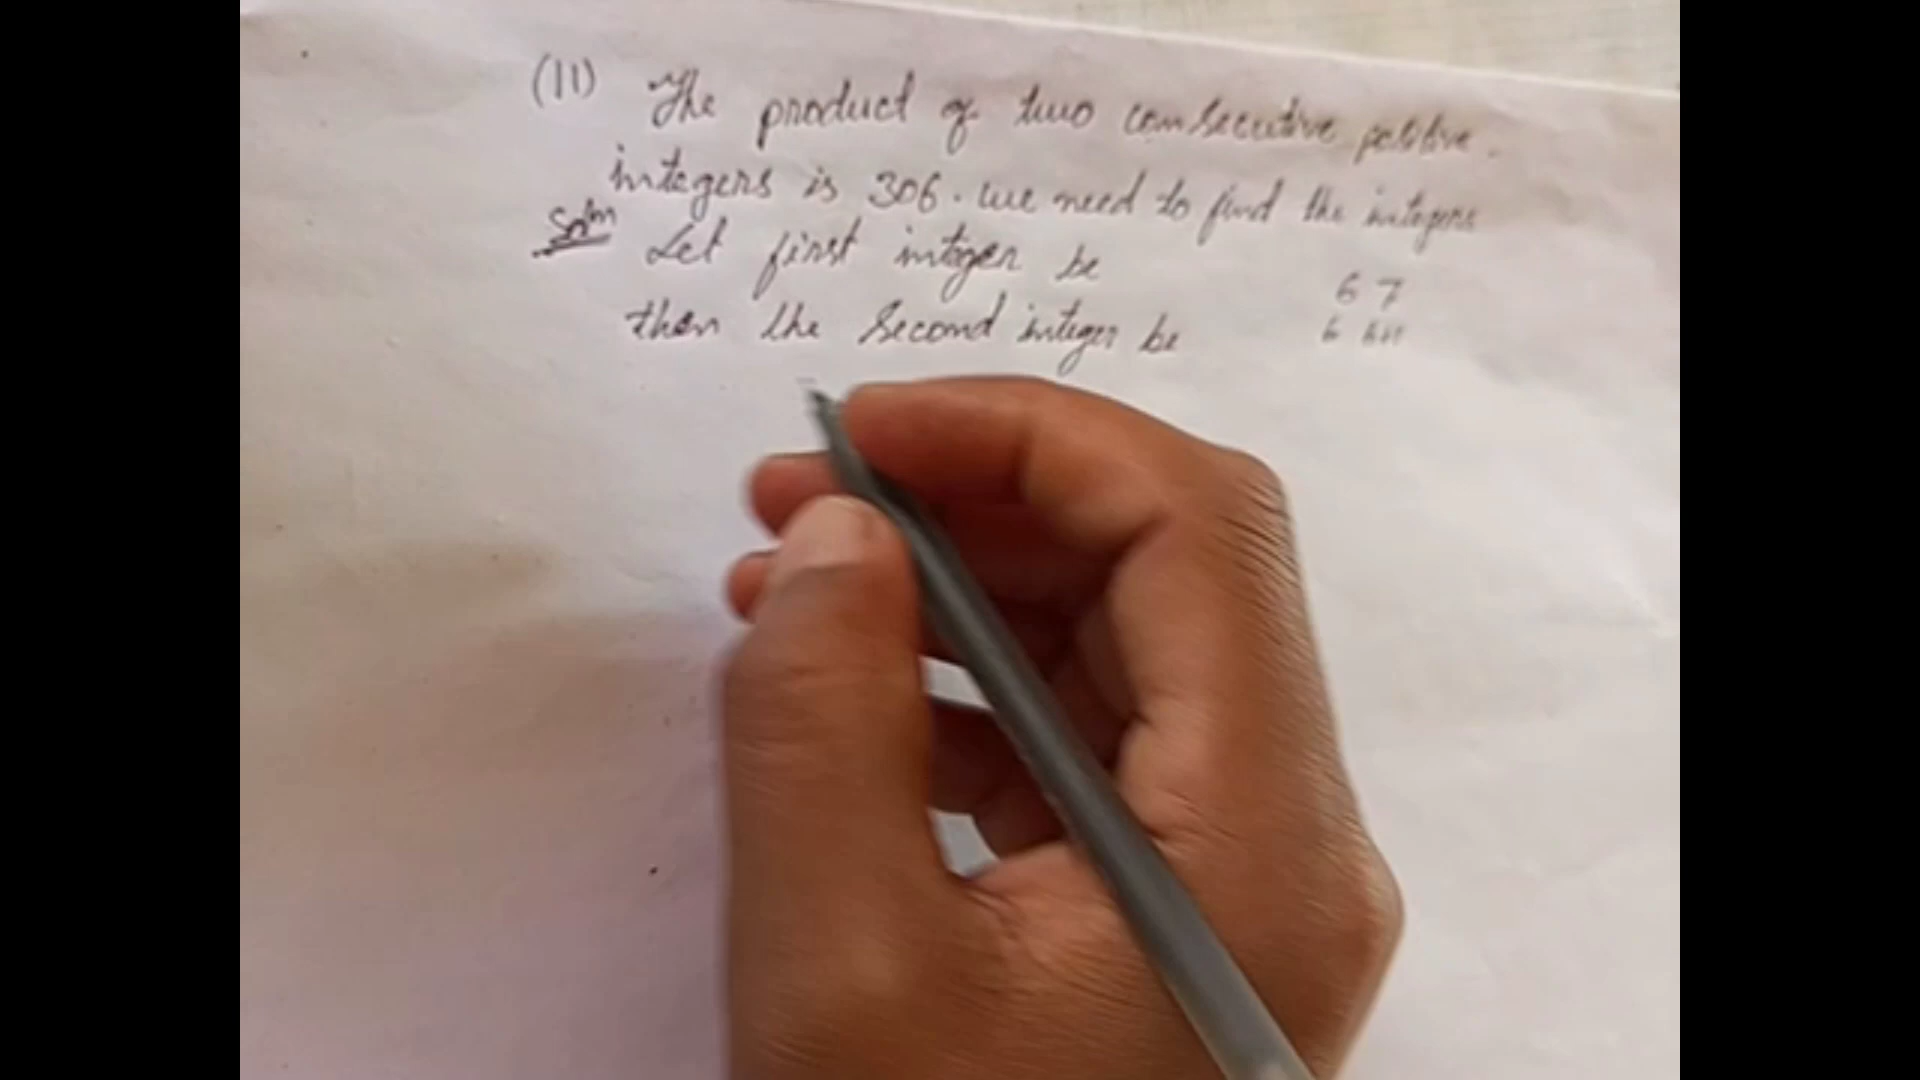 (11) The product of two consecutive positive
integers is 306. we need to find the integers
Solm Let first integer be
6 7
then the second integer be
6 6+1